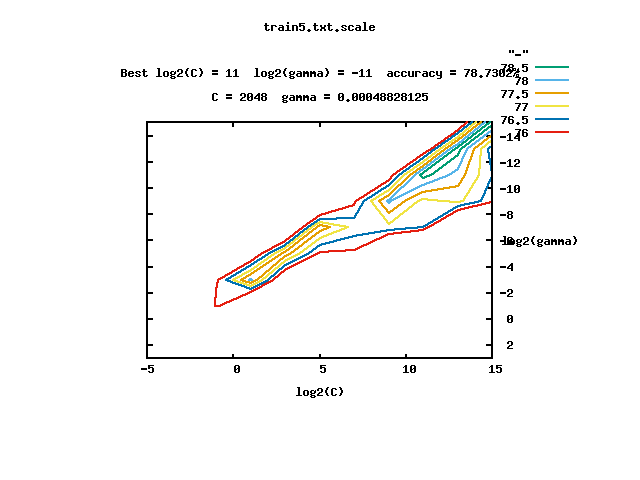 train5.txt.scale
"-"
Best log2(C) = 11  log2(gamma) = -11  accuracy = 78.7302%
78.5
78
C = 2048  gamma = 0.00048828125
77.5
77
76.5
76
-14
-12
-10
-8
-6
log2(gamma)
-4
-2
0
2
-5 0 5 10 15
log2(C)